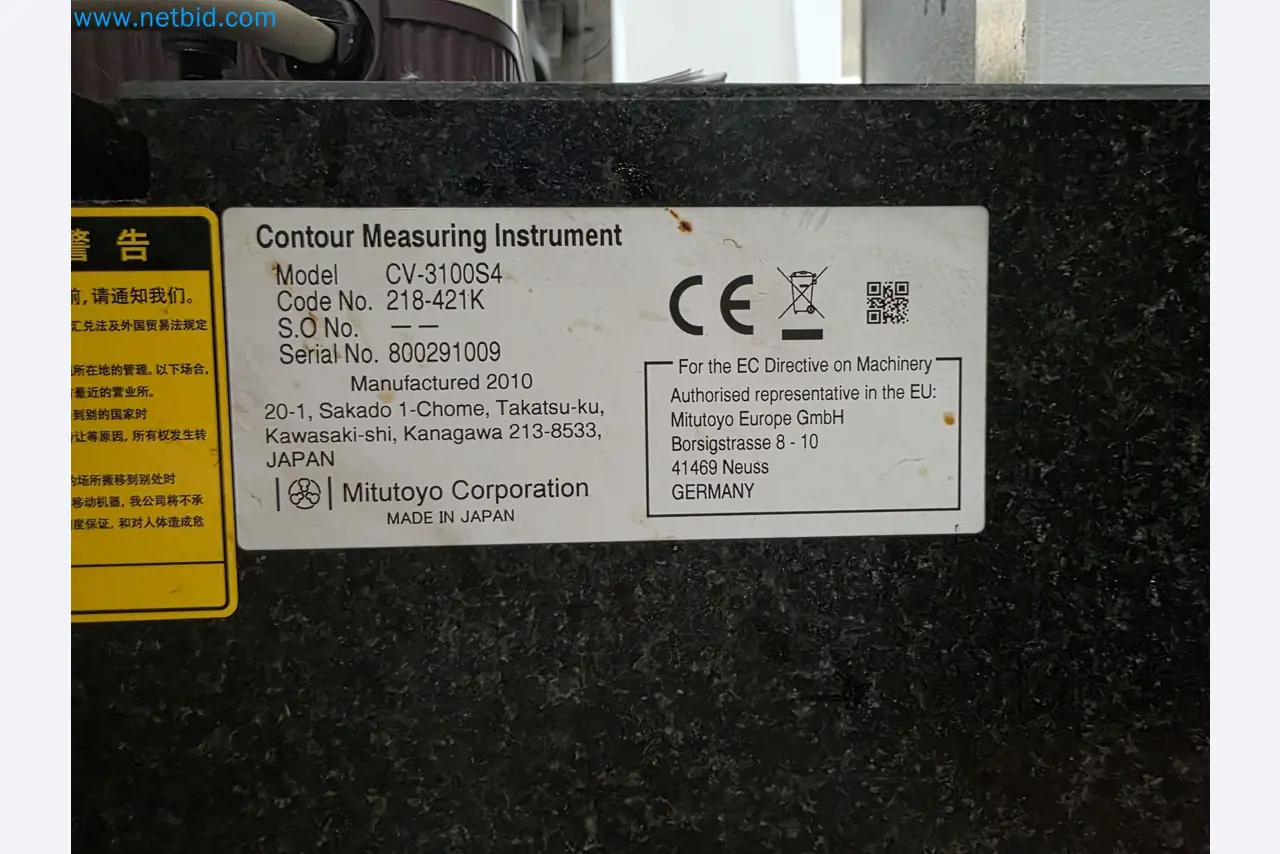 www.netbid.com
警告
前,请通知我们。
汇兑法及外国贸易法规定
所在地的管理。以下场合,
最近的营业所。
到别的国家时
转让等原因, 所有权发生转
的场所搬移到别处时
移动机器, 我公司将不承
度保证, 和对人体造成危
Contour Measuring Instrument
Model CV-3100S4
Code No. 218-421K
S.O No. — —
Serial No. 800291009
Manufactured 2010
20-1, Sakado 1-Chome, Takatsu-ku,
Kawasaki-shi, Kanagawa 213-8533,
JAPAN
Mitutoyo Corporation
MADE IN JAPAN
CE
For the EC Directive on Machinery
Authorised representative in the EU:
Mitutoyo Europe GmbH
Borsigstrasse 8 - 10
41469 Neuss
GERMANY